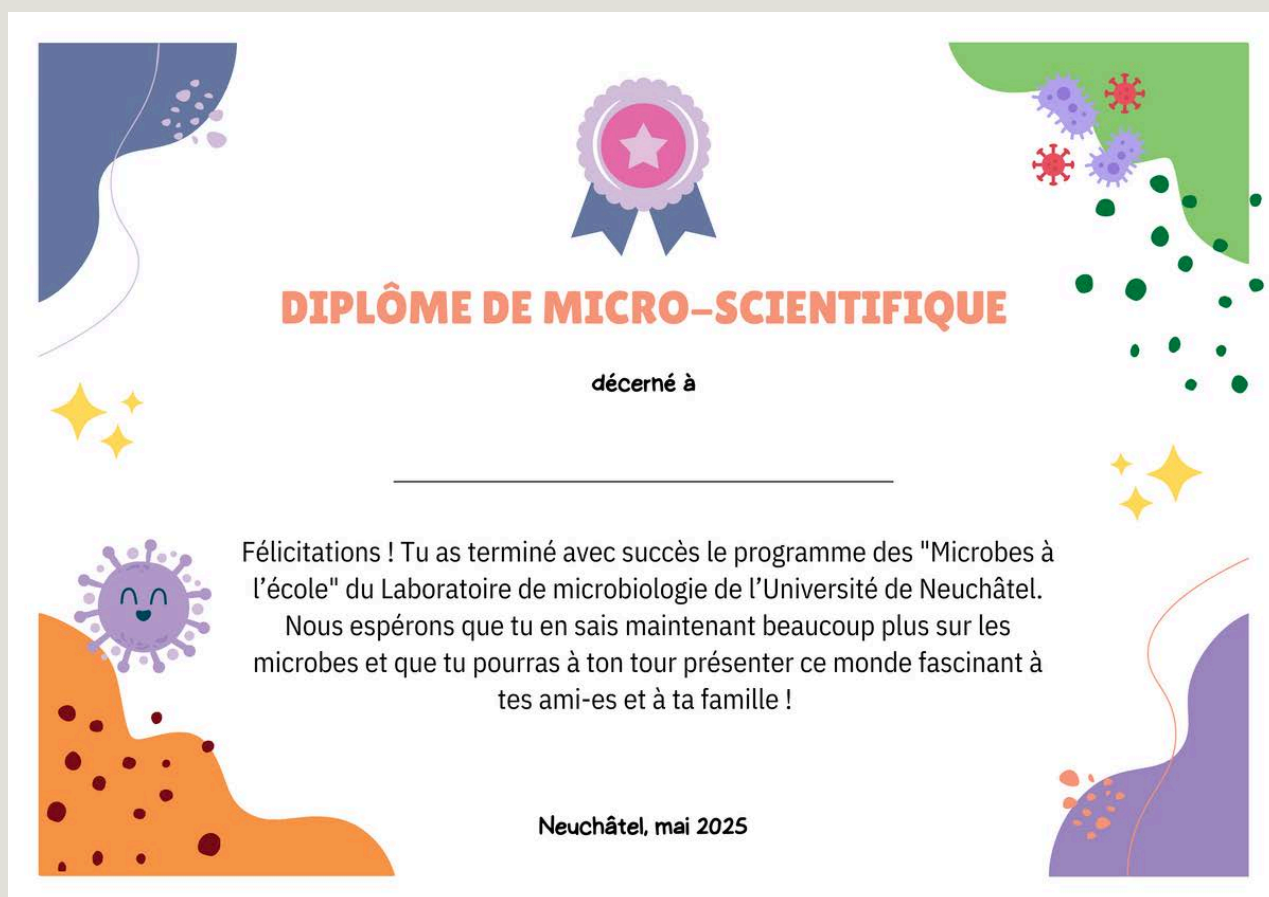 DIPLÔME DE MICRO-SCIENTIFIQUE
décerné à
Félicitations ! Tu as terminé avec succès le programme des "Microbes à
l’école" du Laboratoire de microbiologie de l’Université de Neuchâtel.
Nous espérons que tu en sais maintenant beaucoup plus sur les
microbes et que tu pourras à ton tour présenter ce monde fascinant à
tes ami-es et à ta famille !
Neuchâtel, mai 2025